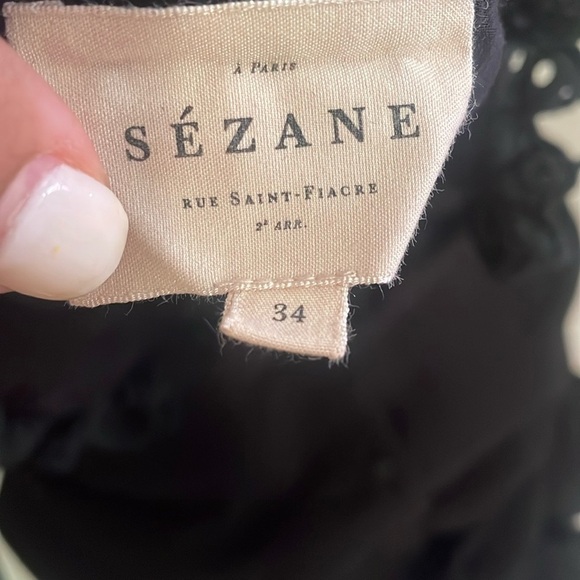 À PARIS
SÉZANE
RUE SAINT-FIACRE
2ᵉ ARR.
34